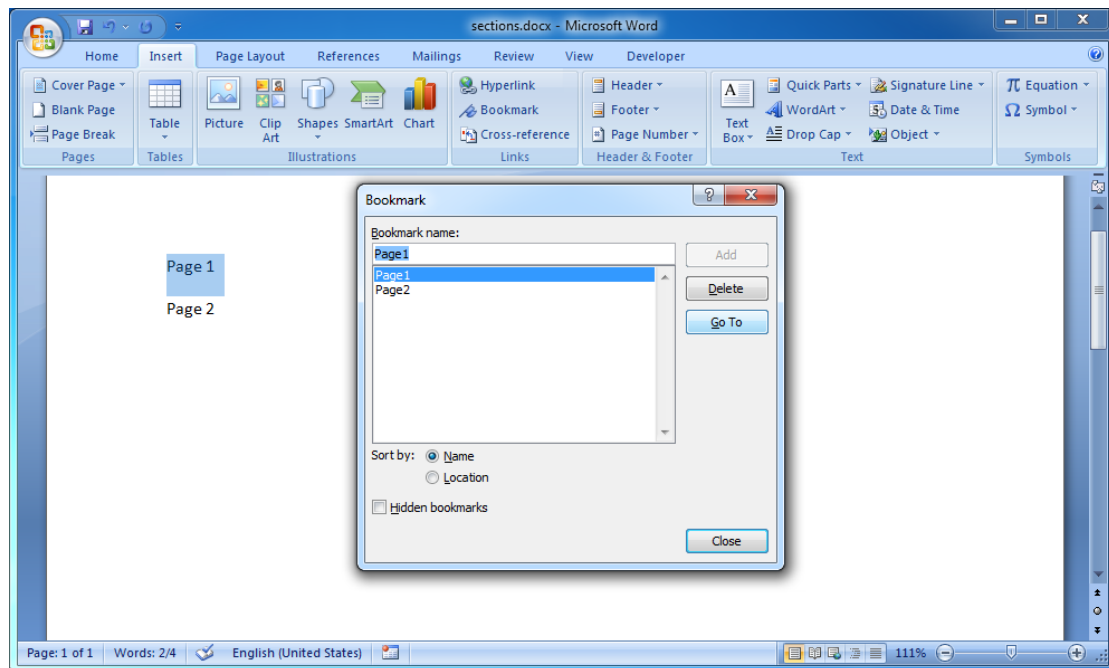 sections.docx - Microsoft Word
Home Insert Page Layout References Mailings Review View Developer
Cover Page
Blank Page
Page Break
Pages
Table
Tables
Picture Clip Art Shapes SmartArt Chart
Illustrations
Hyperlink
Bookmark
Cross-reference
Links
Header
Footer
Page Number
Header & Footer
A
Text Box
Quick Parts Signature Line
WordArt Date & Time
Drop Cap Object
Text
π Equation
Ω Symbol
Symbols
Page 1
Page 2
Bookmark
Bookmark name:
Page1
Page1
Page2
Add
Delete
Go To
Sort by: Name
Location
Hidden bookmarks
Close
Page: 1 of 1 Words: 2/4 English (United States) 111%